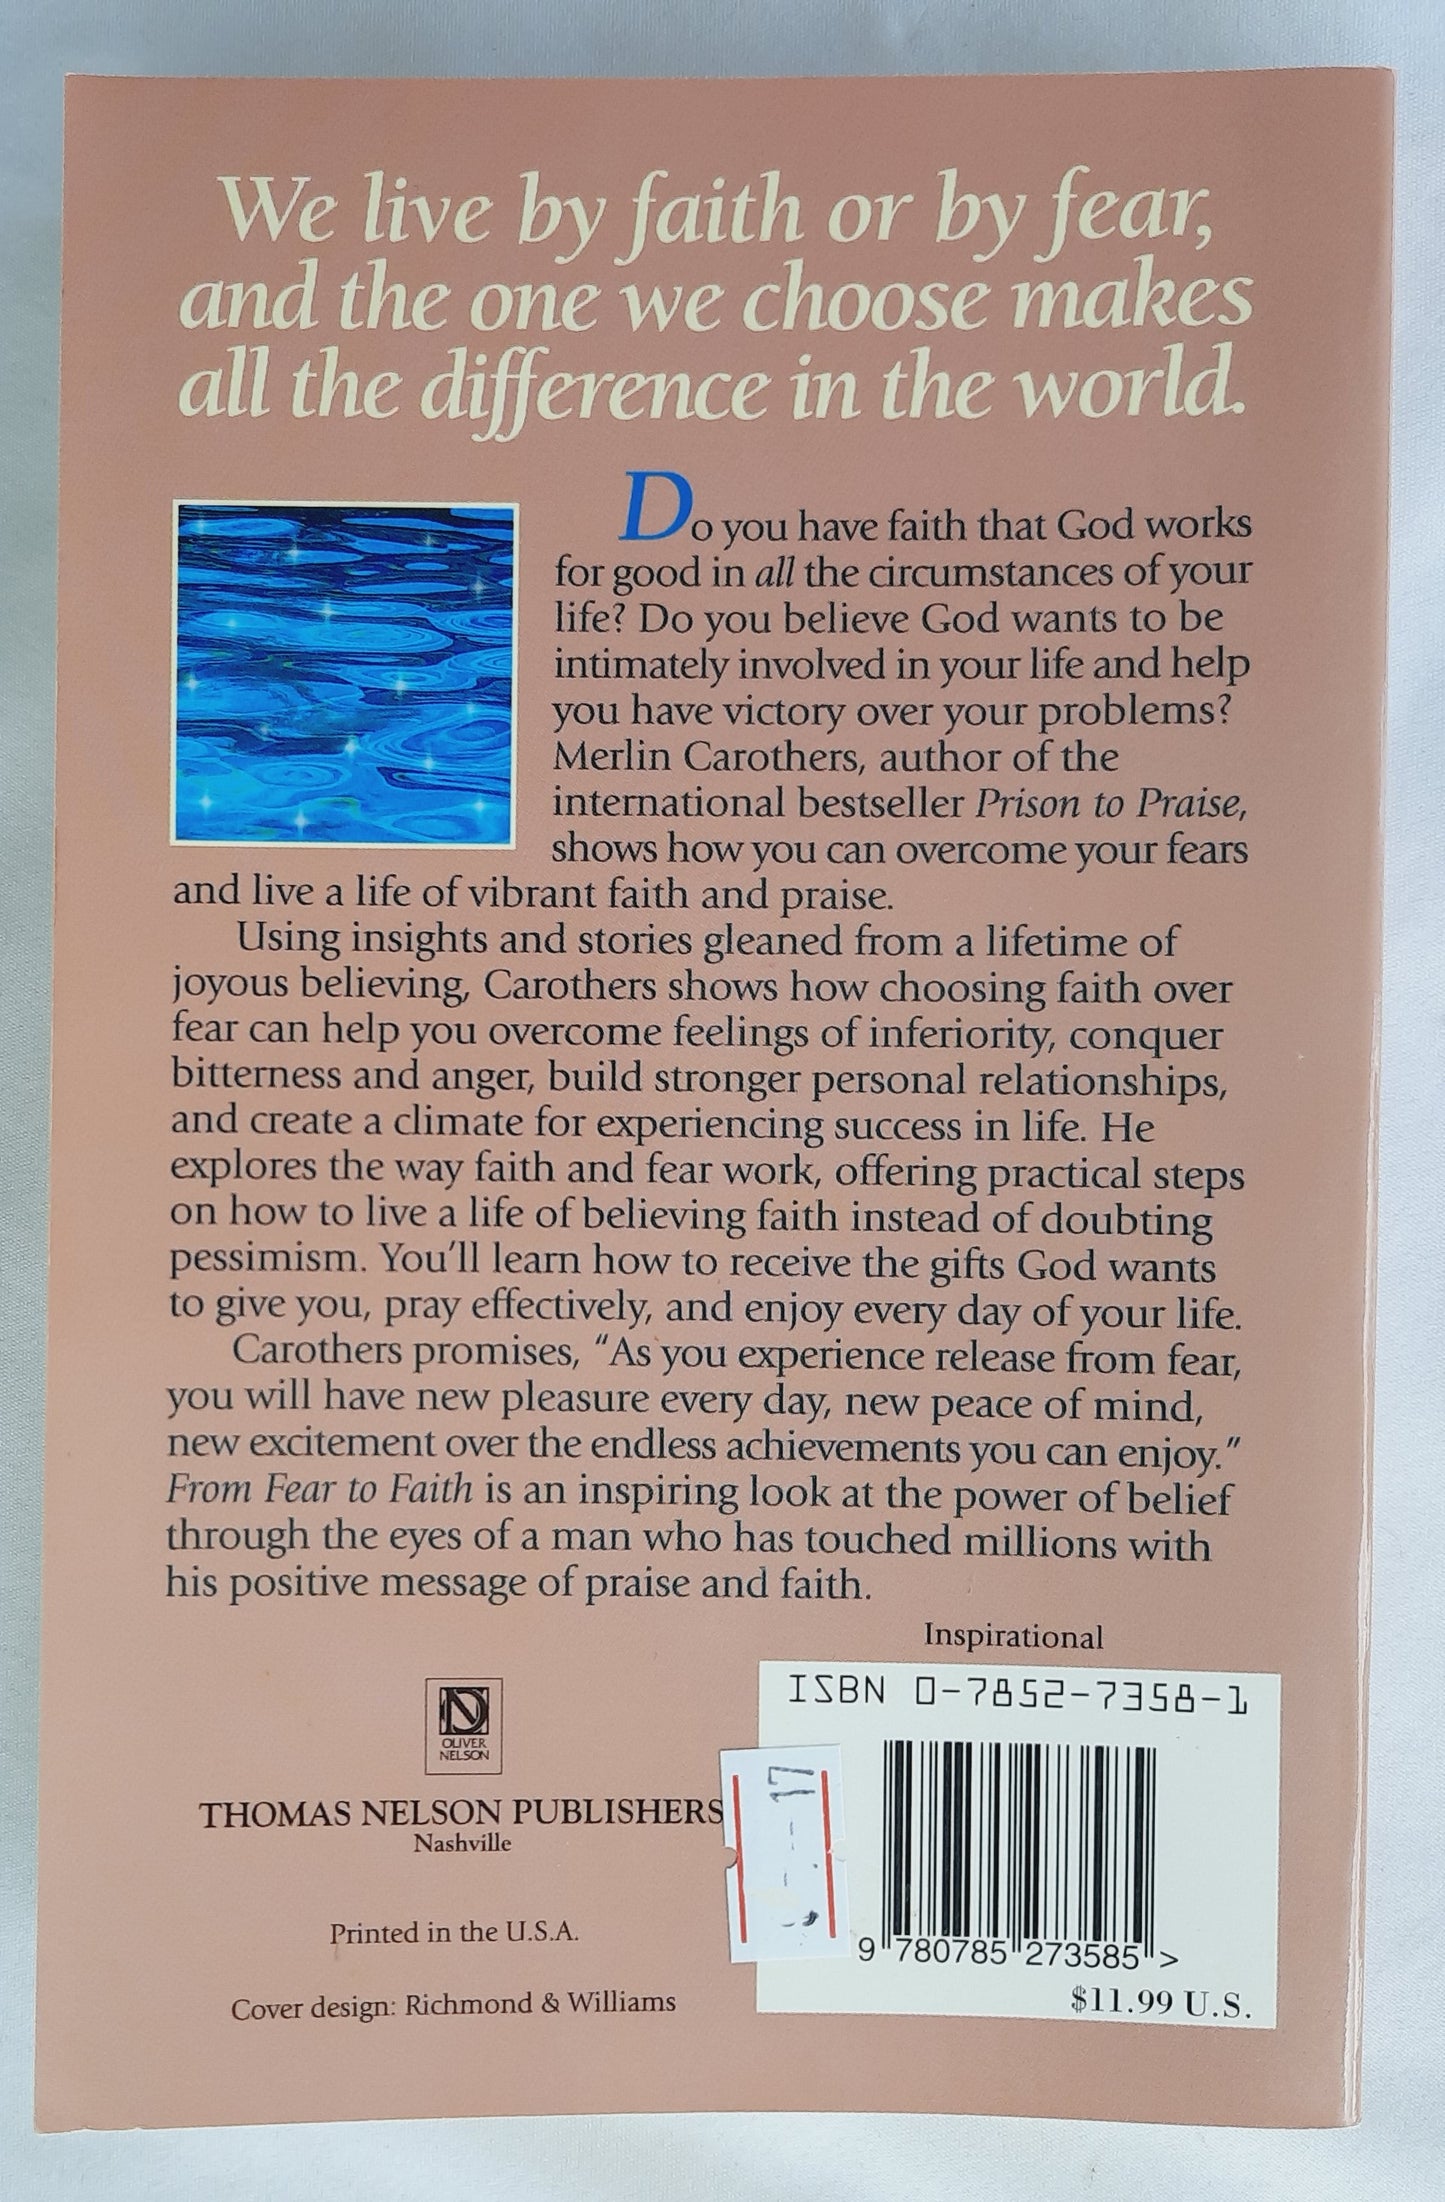 We live by faith or by fear,
and the one we choose makes
all the difference in the world.
Do you have faith that God works
for good in all the circumstances of your
life? Do you believe God wants to be
intimately involved in your life and help
you have victory over your problems?
Merlin Carothers, author of the
international bestseller Prison to Praise,
shows how you can overcome your fears
and live a life of vibrant faith and praise.
Using insights and stories gleaned from a lifetime of
joyous believing, Carothers shows how choosing faith over
fear can help you overcome feelings of inferiority, conquer
bitterness and anger, build stronger personal relationships,
and create a climate for experiencing success in life. He
explores the way faith and fear work, offering practical steps
on how to live a life of believing faith instead of doubting
pessimism. You'll learn how to receive the gifts God wants
to give you, pray effectively, and enjoy every day of your life.
Carothers promises, "As you experience release from fear,
you will have new pleasure every day, new peace of mind,
new excitement over the endless achievements you can enjoy."
From Fear to Faith is an inspiring look at the power of belief
through the eyes of a man who has touched millions with
his positive message of praise and faith.
Inspirational
OLIVER
NELSON
THOMAS NELSON PUBLISHERS
Nashville
Printed in the U.S.A.
Cover design: Richmond & Williams
ISBN 0-7852-7358-1
17
9 780785 273585 >
$11.99 U.S.